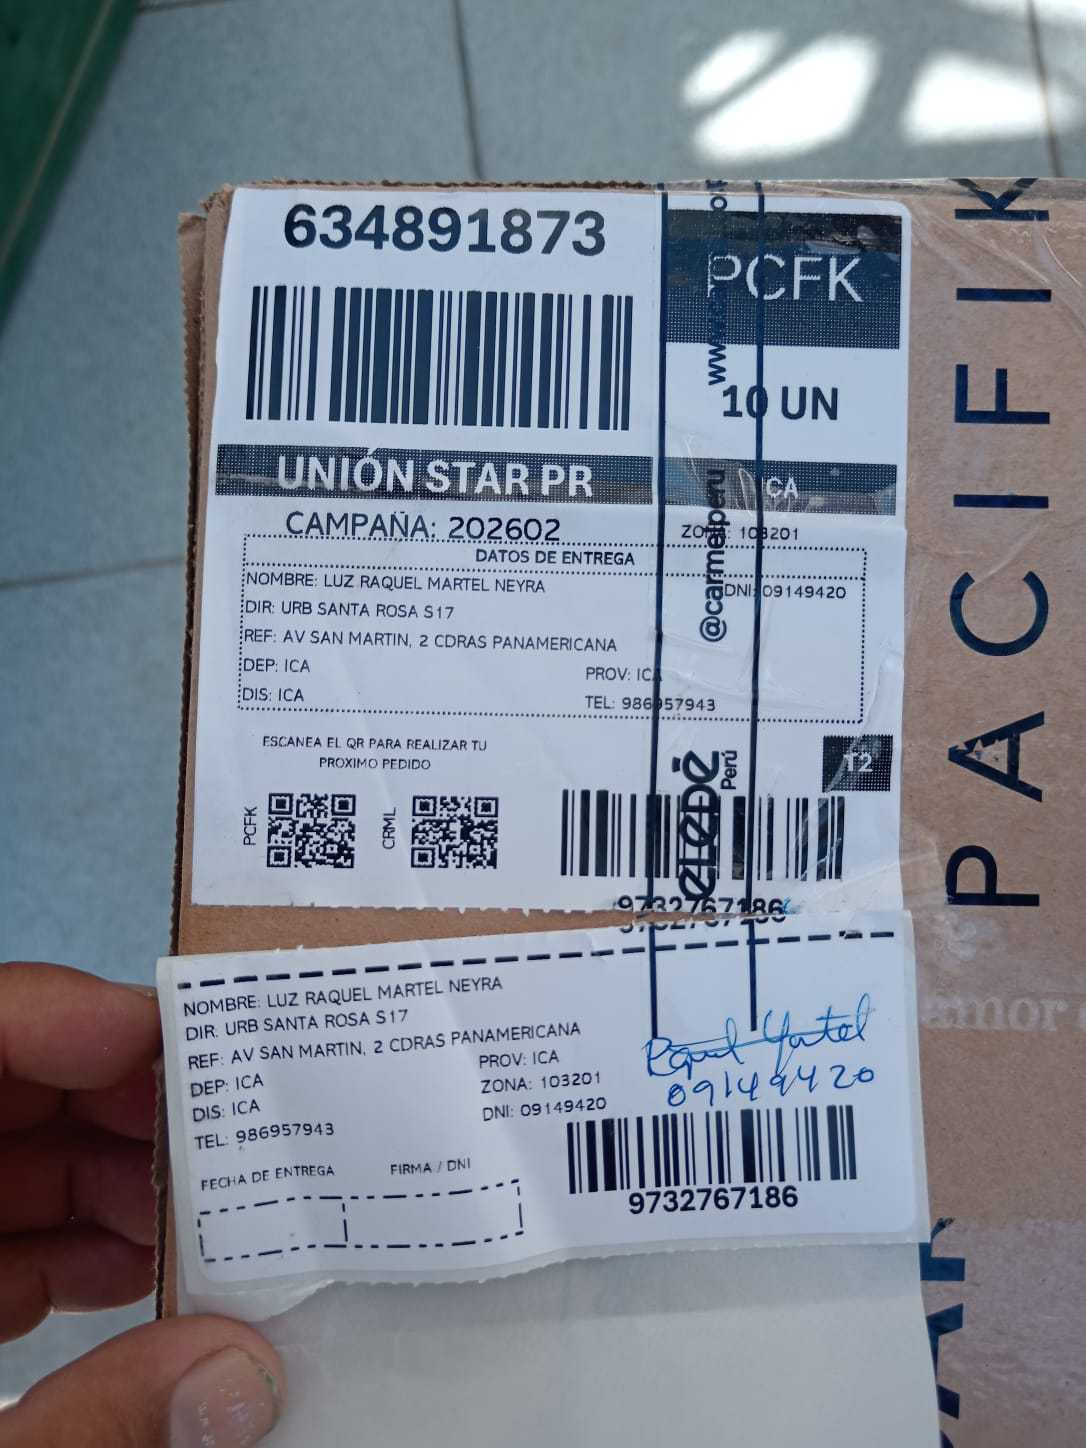 634891873
PCFK
10 UN
UNIÓN STAR PR
ICA
CAMPAÑA: 202602
ZONA: 103201
DATOS DE ENTREGA
NOMBRE: LUZ RAQUEL MARTEL NEYRA
DNI: 09149420
DIR: URB SANTA ROSA S17
REF: AV SAN MARTIN, 2 CDRAS PANAMERICANA
DEP: ICA
PROV: ICA
DIS: ICA
TEL: 986957943
ESCANEA EL QR PARA REALIZAR TU
PROXIMO PEDIDO
T2
PCFK
CRML
9732767186
@carmelperu
elōdē
Perú
PACIFIK
NOMBRE: LUZ RAQUEL MARTEL NEYRA
DIR: URB SANTA ROSA S17
REF: AV SAN MARTIN, 2 CDRAS PANAMERICANA
DEP: ICA
PROV: ICA
DIS: ICA
ZONA: 103201
TEL: 986957943
DNI: 09149420
Raquel Martel
09149420
FECHA DE ENTREGA
FIRMA / DNI
9732767186